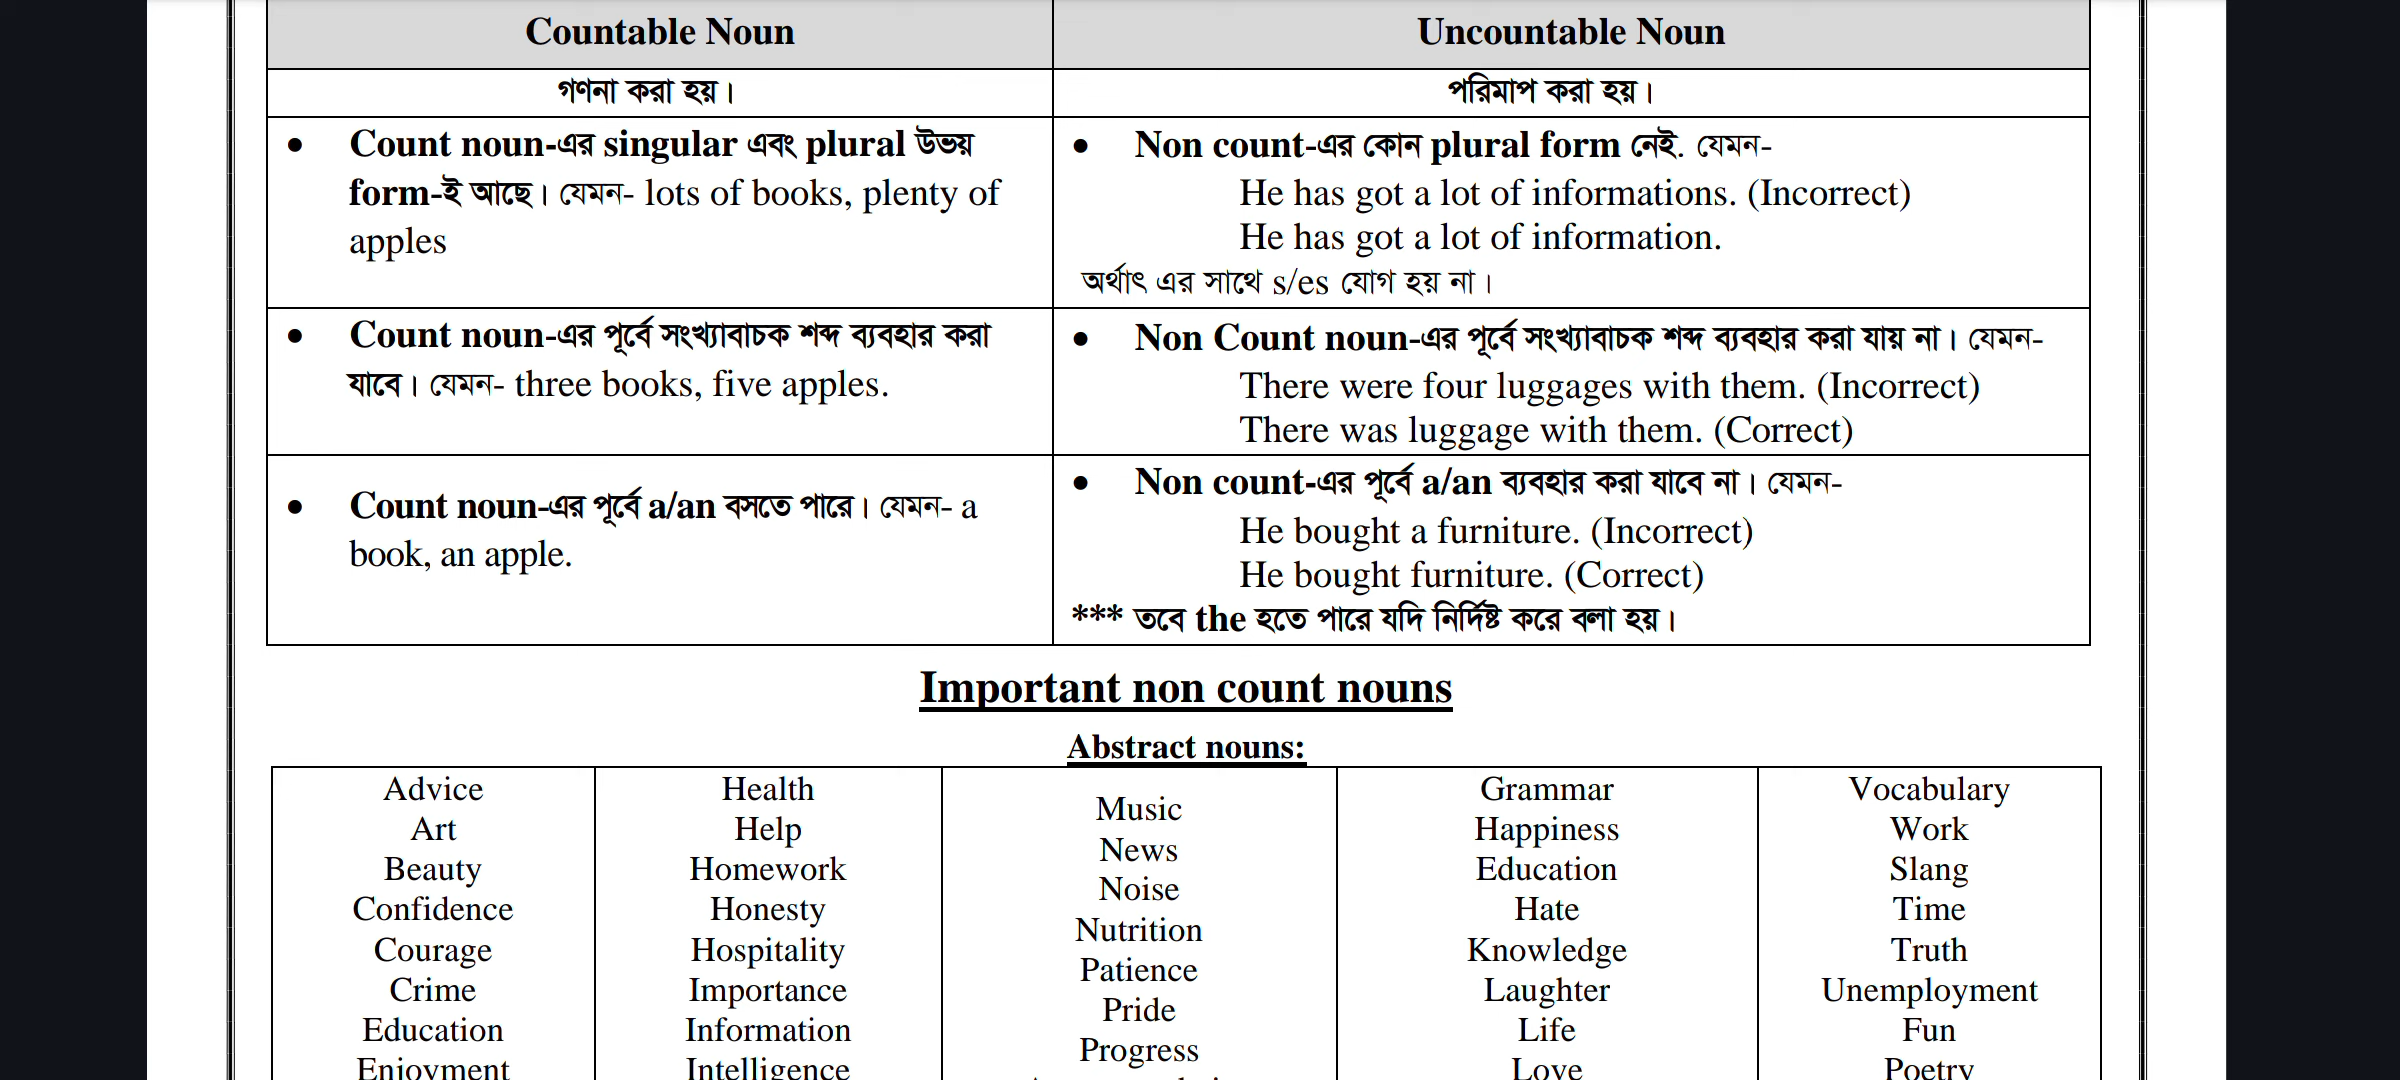 Countable Noun
Uncountable Noun
গণনা করা হয়।
পরিমাপ করা হয়।
• Count noun-এর singular এবং plural উভয়
form-ই আছে। যেমন- lots of books, plenty of
apples
• Non count-এর কোন plural form নেই. যেমন-
He has got a lot of informations. (Incorrect)
He has got a lot of information.
অর্থাৎ এর সাথে s/es যোগ হয় না।
• Count noun-এর পূর্বে সংখ্যাবাচক শব্দ ব্যবহার করা
যাবে। যেমন- three books, five apples.
• Non Count noun-এর পূর্বে সংখ্যাবাচক শব্দ ব্যবহার করা যায় না। যেমন-
There were four luggages with them. (Incorrect)
There was luggage with them. (Correct)
• Count noun-এর পূর্বে a/an বসতে পারে। যেমন- a
book, an apple.
• Non count-এর পূর্বে a/an ব্যবহার করা যাবে না। যেমন-
He bought a furniture. (Incorrect)
He bought furniture. (Correct)
*** তবে the হতে পারে যদি নির্দিষ্ট করে বলা হয়।
Important non count nouns
Abstract nouns:
Advice
Art
Beauty
Confidence
Courage
Crime
Education
Enjoyment
Health
Help
Homework
Honesty
Hospitality
Importance
Information
Intelligence
Music
News
Noise
Nutrition
Patience
Pride
Progress
Grammar
Happiness
Education
Hate
Knowledge
Laughter
Life
Love
Vocabulary
Work
Slang
Time
Truth
Unemployment
Fun
Poetry